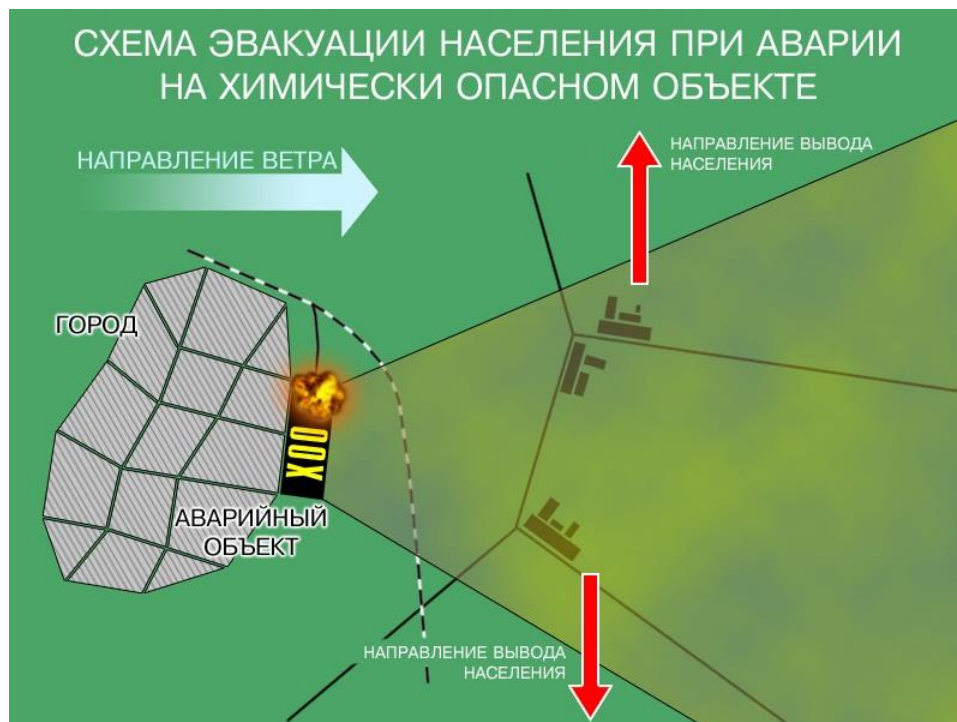 СХЕМА ЭВАКУАЦИИ НАСЕЛЕНИЯ ПРИ АВАРИИ
НА ХИМИЧЕСКИ ОПАСНОМ ОБЪЕКТЕ
НАПРАВЛЕНИЕ ВЕТРА
НАПРАВЛЕНИЕ ВЫВОДА
НАСЕЛЕНИЯ
ГОРОД
ХОО
АВАРИЙНЫЙ
ОБЪЕКТ
НАПРАВЛЕНИЕ ВЫВОДА
НАСЕЛЕНИЯ